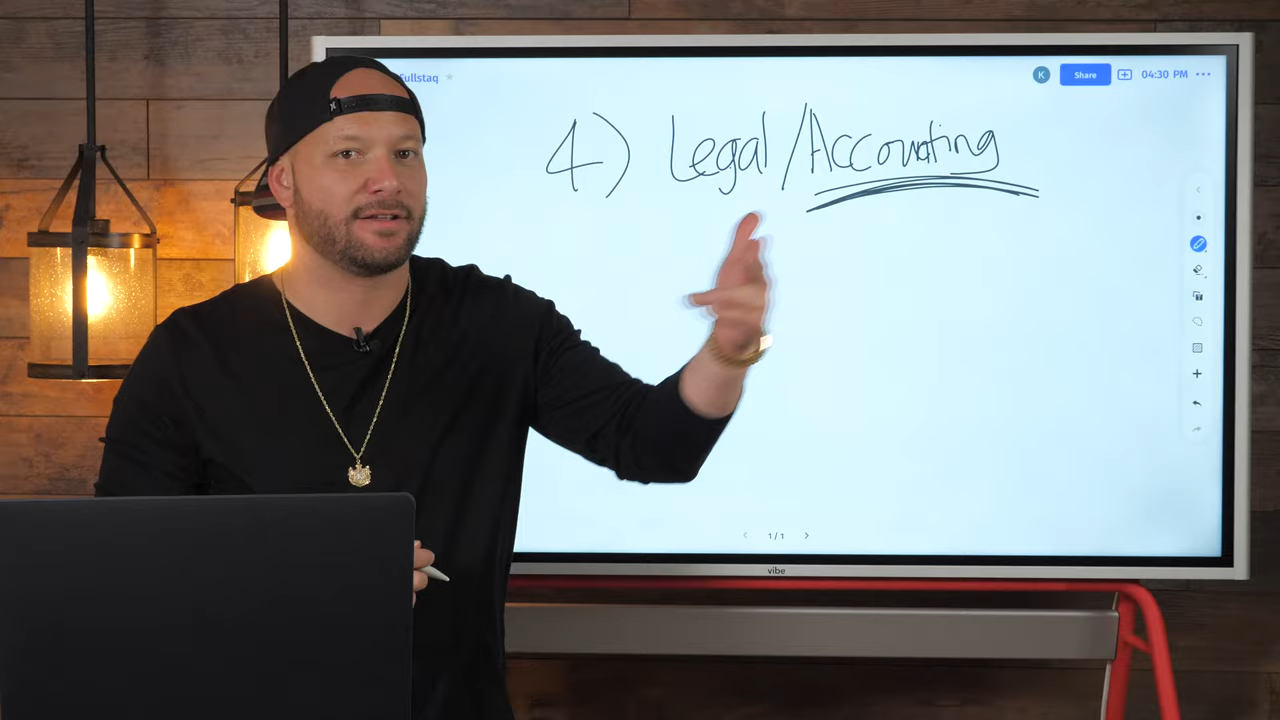 Fullstaq
K
Share
04:30 PM
4) Legal/Accounting
1/1
vibe